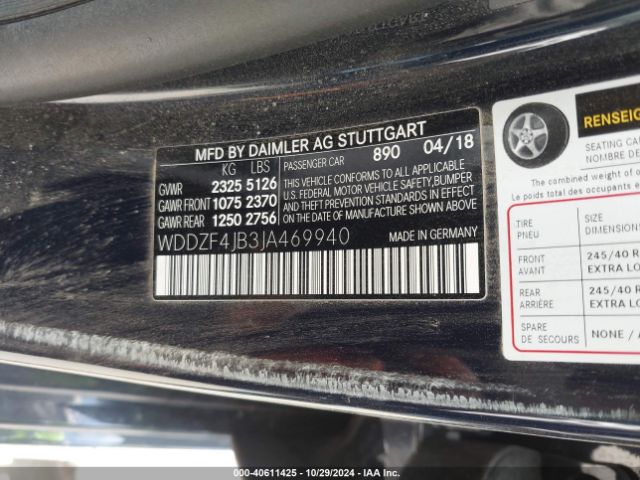 MFD BY DAIMLER AG STUTTGART
KG LBS
GVWR 2325 5126
GAWR FRONT 1075 2370
GAWR REAR 1250 2756
PASSENGER CAR 890 04/18
THIS VEHICLE CONFORMS TO ALL APPLICABLE
U.S. FEDERAL MOTOR VEHICLE SAFETY, BUMPER
AND THEFT PREVENTION STANDARDS IN EFFECT
ON THE DATE OF MANUFACTURE SHOWN ABOVE.
WDDZF4JB3JA469940
MADE IN GERMANY
RENSEIG
SEATING CA
NOMBRE DE
The combined weight of o
Le poids total des occupants e
TIRE
PNEU
SIZE
DIMENSION
FRONT
AVANT
245/40 R
EXTRA LO
REAR
ARRIÈRE
245/40 R
EXTRA LO
SPARE
DE SECOURS
NONE / A
000-40611425 | 10/29/2024 | IAA Inc.